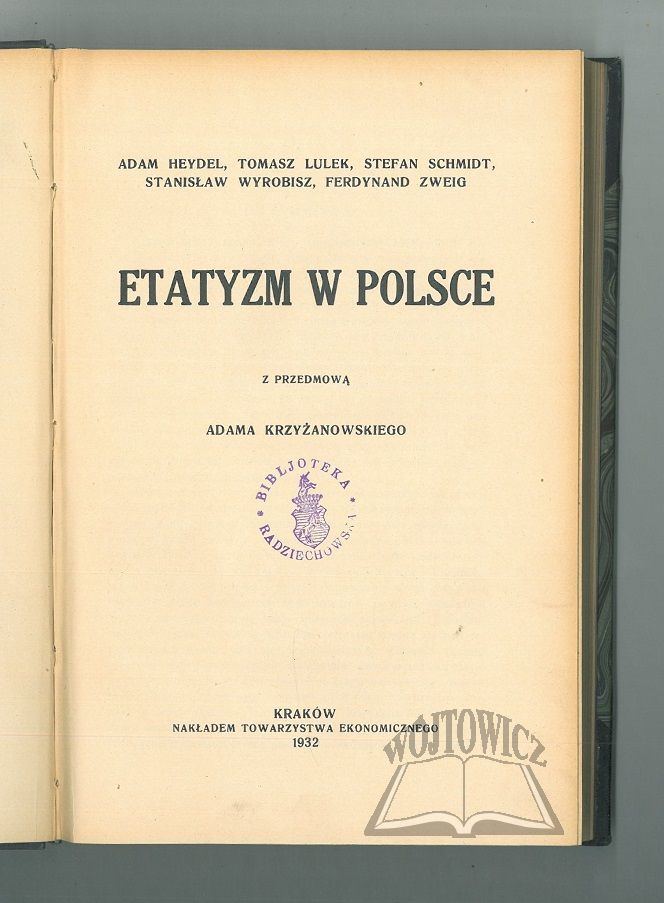 ADAM HEYDEL, TOMASZ LULEK, STEFAN SCHMIDT,
STANISŁAW WYROBISZ, FERDYNAND ZWEIG
ETATYZM W POLSCE
Z PRZEDMOWĄ
ADAMA KRZYŻANOWSKIEGO
* BIBLJOTEKA *
RADZIECHOWSKA
KRAKÓW
NAKŁADEM TOWARZYSTWA EKONOMICZNEGO
1932
WÓJTOWICZ